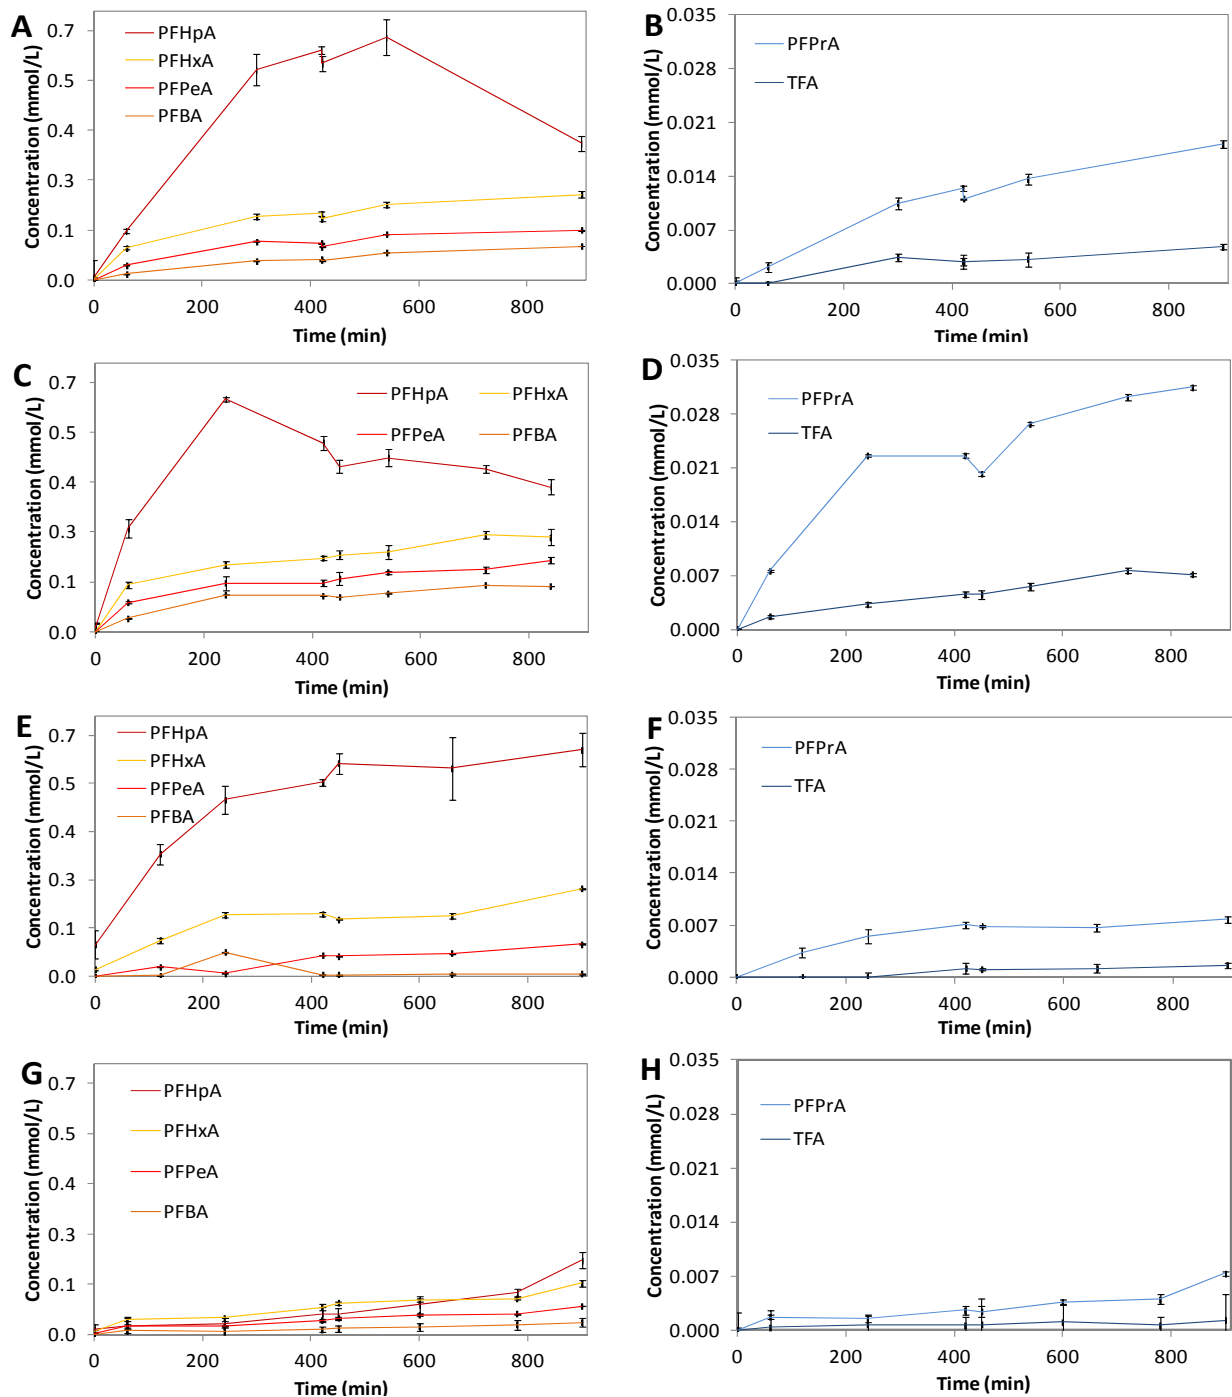 A
Concentration (mmol/L)
0.7
0.5
0.4
0.3
0.1
0.0
PFHpA
PFHxA
PFPeA
PFBA
0 200 400 600 800
Time (min)
B
Concentration (mmol/L)
0.035
0.028
0.021
0.014
0.007
0.000
PFPrA
TFA
0 200 400 600 800
Time (min)
C
Concentration (mmol/L)
0.7
0.5
0.4
0.3
0.1
0.0
PFHpA PFHxA
PFPeA PFBA
0 200 400 600 800
Time (min)
D
Concentration (mmol/L)
0.035
0.028
0.021
0.014
0.007
0.000
PFPrA
TFA
0 200 400 600 800
Time (min)
E
Concentration (mmol/L)
0.7
0.5
0.4
0.3
0.1
0.0
PFHpA
PFHxA
PFPeA
PFBA
0 200 400 600 800
Time (min)
F
Concentration (mmol/L)
0.035
0.028
0.021
0.014
0.007
0.000
PFPrA
TFA
0 200 400 600 800
Time (min)
G
Concentration (mmol/L)
0.7
0.5
0.4
0.3
0.1
0.0
PFHpA
PFHxA
PFPeA
PFBA
0 200 400 600 800
Time (min)
H
Concentration (mmol/L)
0.035
0.028
0.021
0.014
0.007
0.000
PFPrA
TFA
0 200 400 600 800
Time (min)